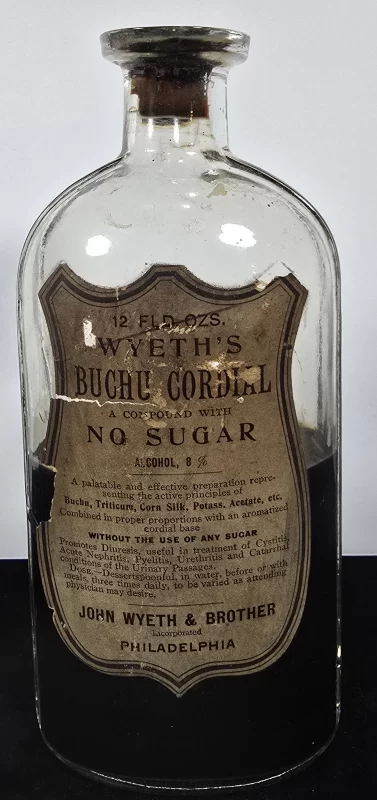 12 FLD. OZS.
WYETH'S
BUCHU CORDIAL
A COMPOUND WITH
NO SUGAR
ALCOHOL, 8 %
A palatable and effective preparation repre-
senting the active principles of
Buchu, Triticum, Corn Silk, Potass. Acetate, etc.
Combined in proper proportions with an aromatized
cordial base
WITHOUT THE USE OF ANY SUGAR
Promotes Diuresis, useful in treatment of Cystitis,
Acute Nephritis, Pyelitis, Urethritis and Catarrhal
conditions of the Urinary Passages.
DOSE.—Dessertspoonful, in water, before or with
meals, three times daily, to be varied as attending
physician may desire.
JOHN WYETH & BROTHER
Incorporated
PHILADELPHIA